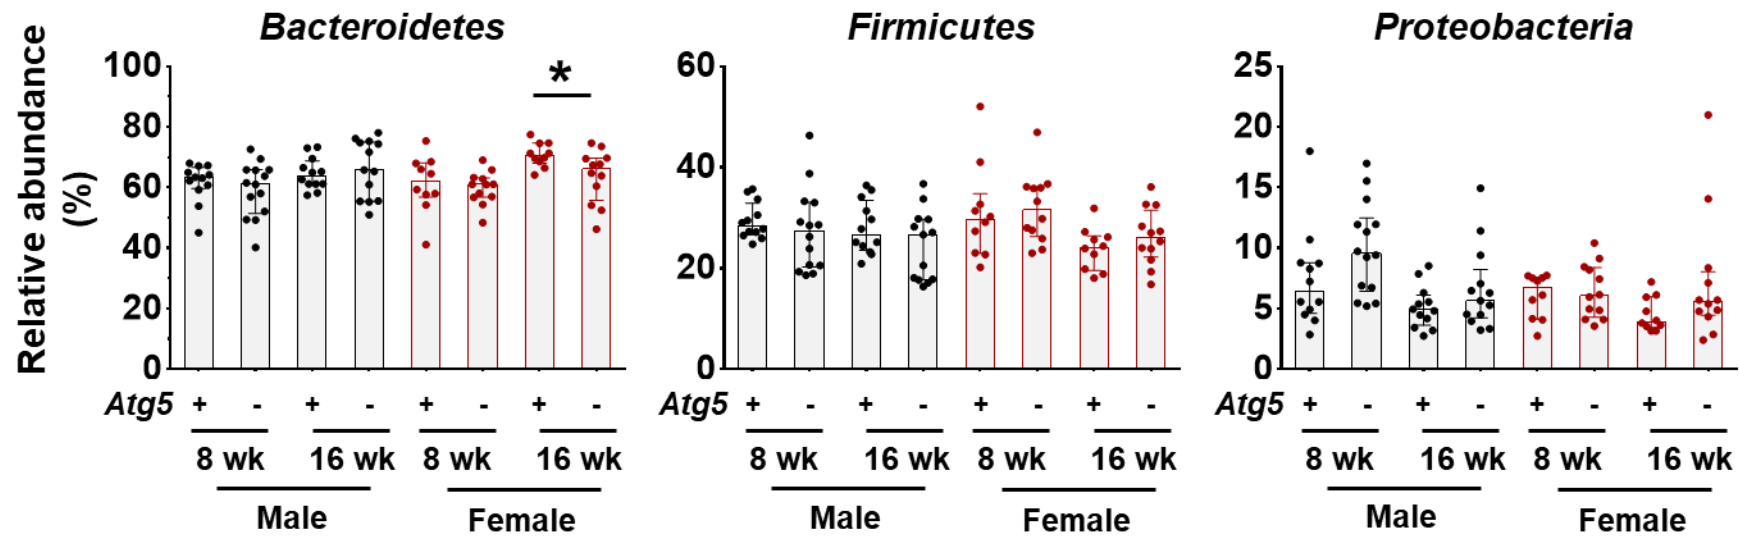 Bacteroidetes Firmicutes Proteobacteria
Relative abundance
(%)
100 60 25
80 20
60 40 15
40 20 10
20 5
0 0 0
*
Atg5 + - + - + - + - Atg5 + - + - + - + - Atg5 + - + - + - + -
8 wk 16 wk 8 wk 16 wk 8 wk 16 wk 8 wk 16 wk 8 wk 16 wk 8 wk 16 wk
Male Female Male Female Male Female